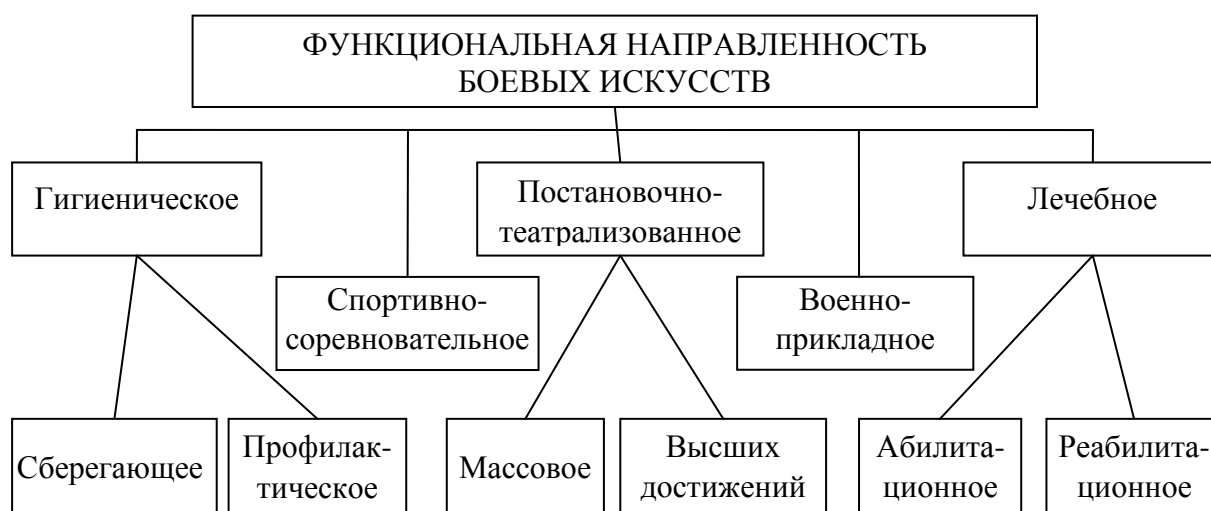 ФУНКЦИОНАЛЬНАЯ НАПРАВЛЕННОСТЬ
БОЕВЫХ ИСКУССТВ
Гигиеническое
Постановочно-
театрализованное
Лечебное
Спортивно-
соревновательное
Военно-
прикладное
Сберегающее
Профилак-
тическое
Массовое
Высших
достижений
Абилита-
ционное
Реабилита-
ционное